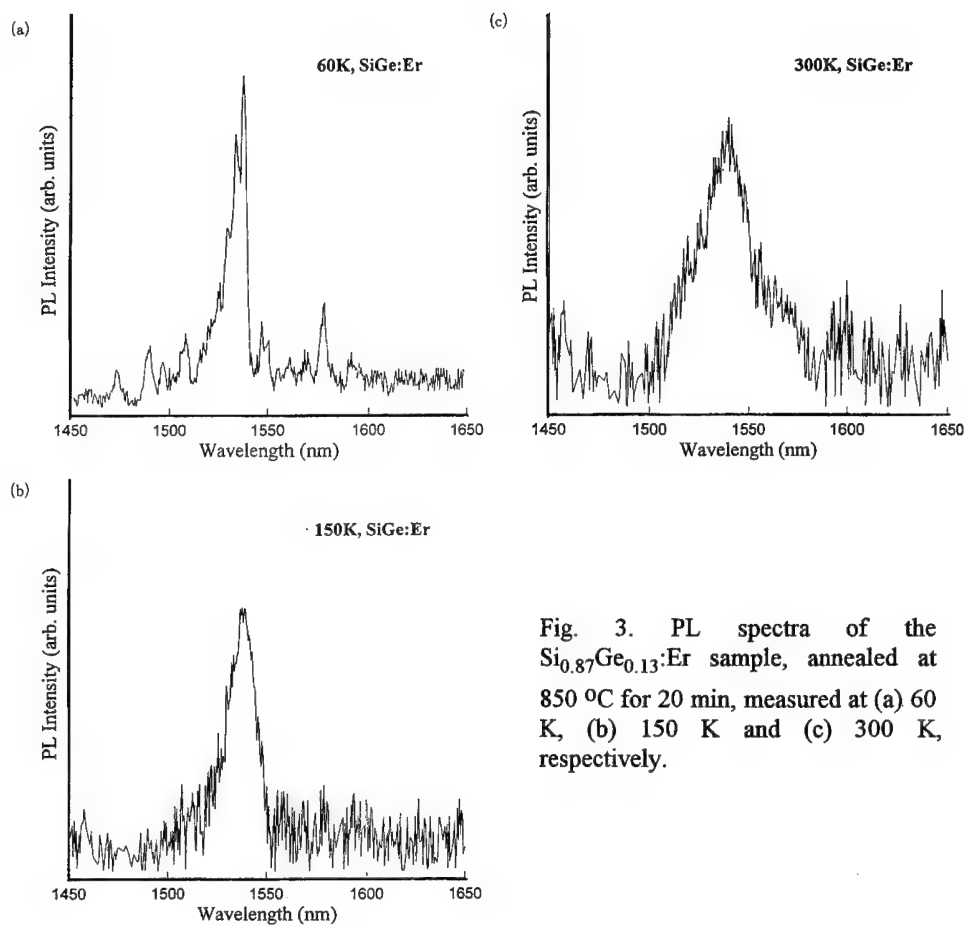 (a)
60K, SiGe:Er
PL Intensity (arb. units)
1450 1500 1550 1600 1650
Wavelength (nm)
(c)
300K, SiGe:Er
PL Intensity (arb. units)
1450 1500 1550 1600 1650
Wavelength (nm)
(b)
150K, SiGe:Er
PL Intensity (arb. units)
1450 1500 1550 1600 1650
Wavelength (nm)
Fig. 3. PL spectra of the
Si0.87Ge0.13:Er sample, annealed at
850 °C for 20 min, measured at (a) 60
K, (b) 150 K and (c) 300 K,
respectively.